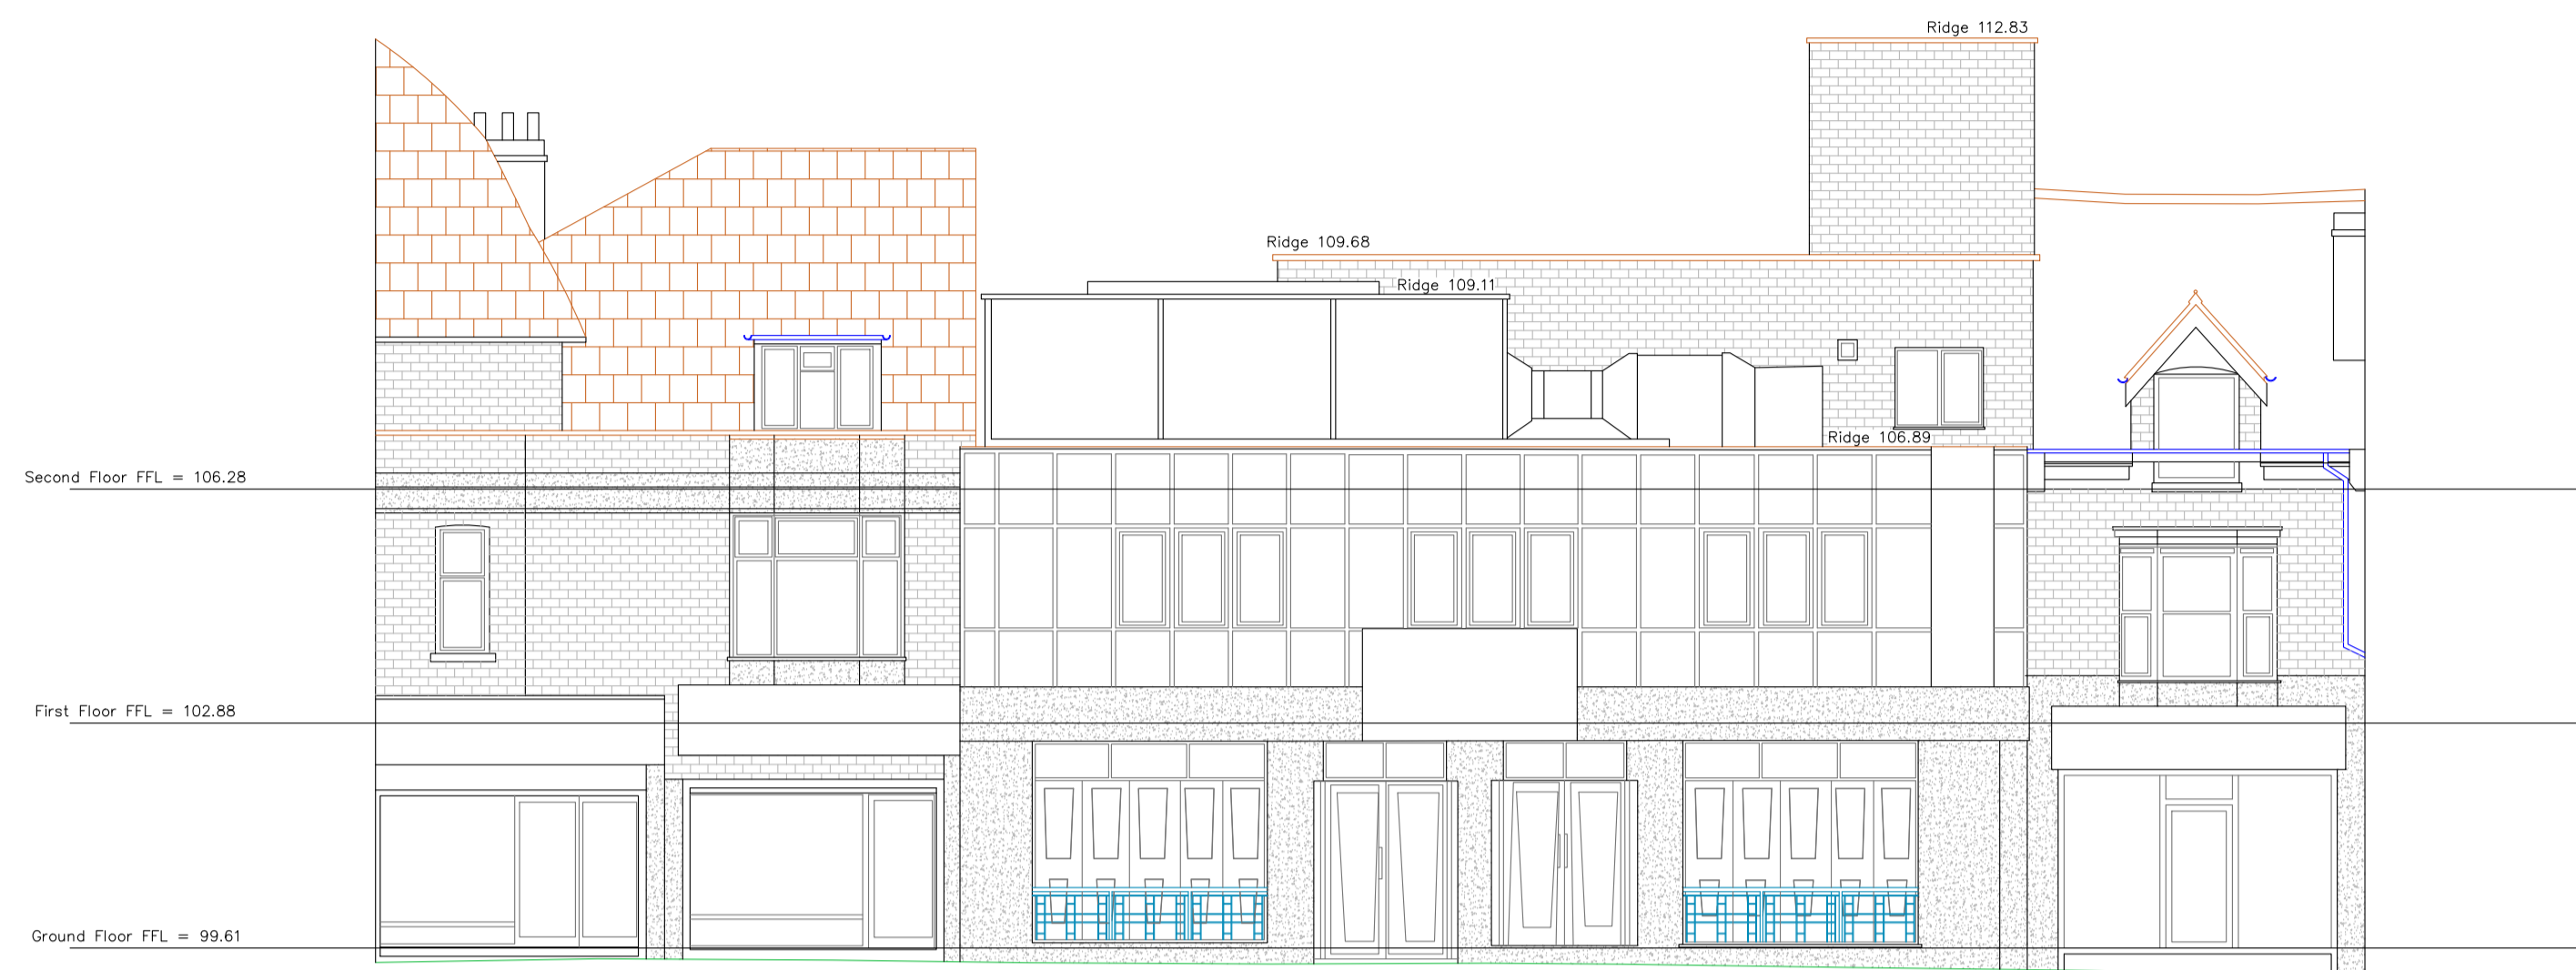 Ridge 112.83
Ridge 109.68
Ridge 109.11
Ridge 106.89
Second Floor FFL = 106.28
First Floor FFL = 102.88
Ground Floor FFL = 99.61